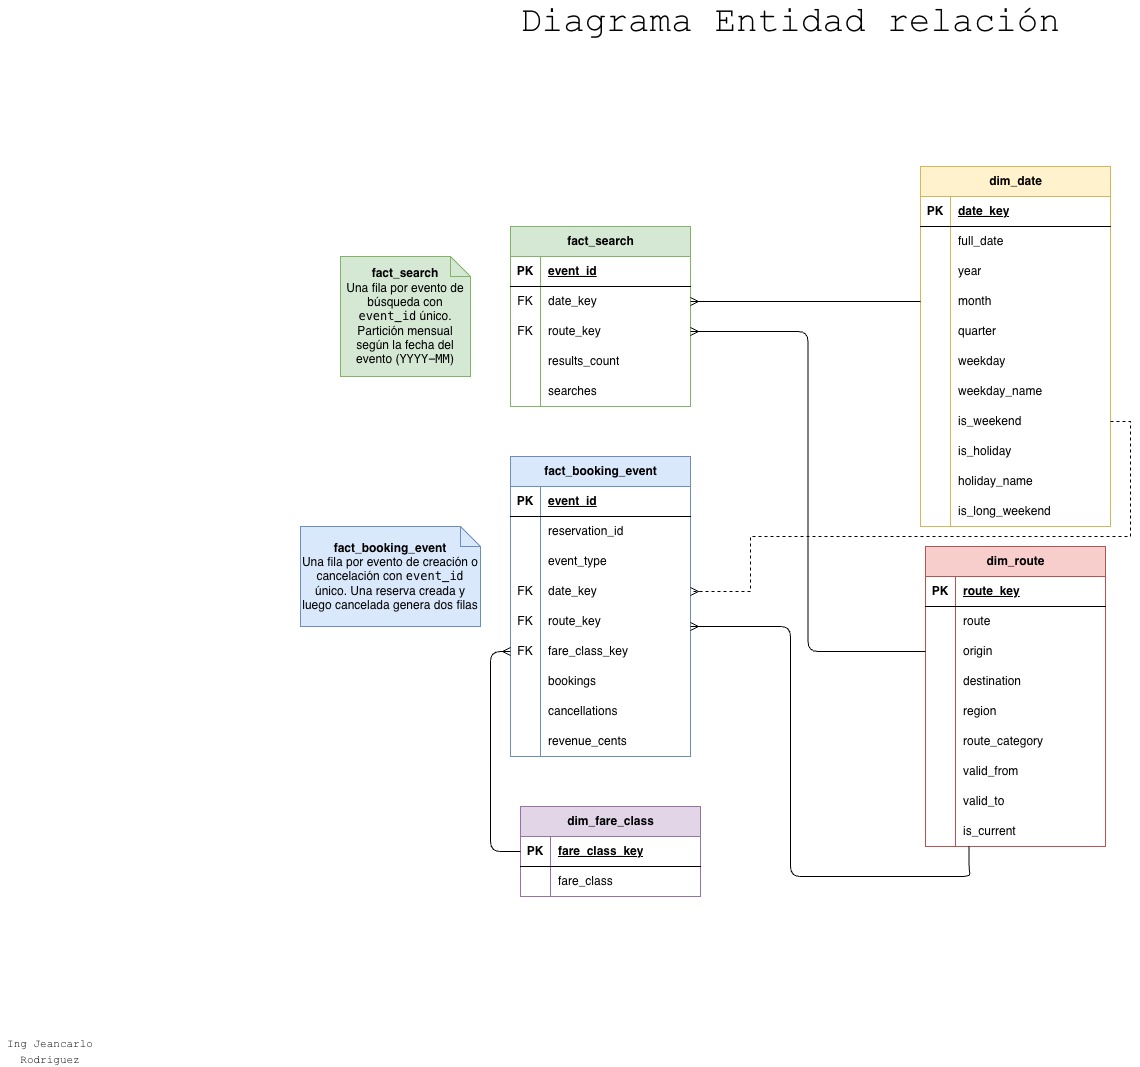 Diagrama Entidad relación
fact_search
Una fila por evento de
búsqueda con
event_id único.
Partición mensual
según la fecha del
evento (YYYY-MM)
fact_search
PK event_id
FK date_key
FK route_key
results_count
searches
dim_date
PK date_key
full_date
year
month
quarter
weekday
weekday_name
is_weekend
is_holiday
holiday_name
is_long_weekend
fact_booking_event
Una fila por evento de creación o
cancelación con event_id
único. Una reserva creada y
luego cancelada genera dos filas
fact_booking_event
PK event_id
reservation_id
event_type
FK date_key
FK route_key
FK fare_class_key
bookings
cancellations
revenue_cents
dim_route
PK route_key
route
origin
destination
region
route_category
valid_from
valid_to
is_current
dim_fare_class
PK fare_class_key
fare_class
Ing Jeancarlo
Rodriguez